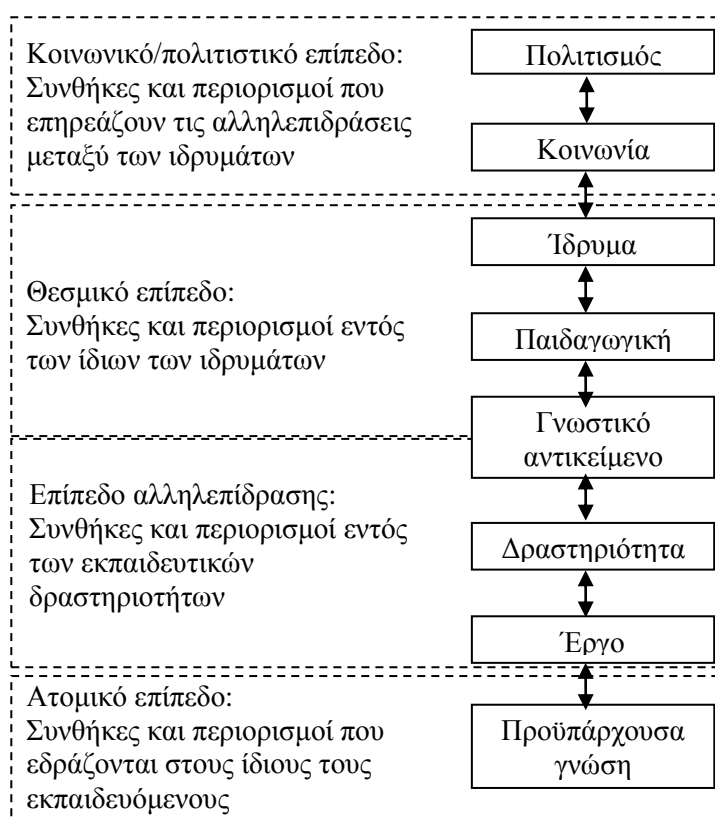 Κοινωνικό/πολιτιστικό επίπεδο:
Συνθήκες και περιορισμοί που
επηρεάζουν τις αλληλεπιδράσεις
μεταξύ των ιδρυμάτων
Πολιτισμός
Κοινωνία
Θεσμικό επίπεδο:
Συνθήκες και περιορισμοί εντός
των ίδιων των ιδρυμάτων
Ίδρυμα
Παιδαγωγική
Γνωστικό
αντικείμενο
Επίπεδο αλληλεπίδρασης:
Συνθήκες και περιορισμοί εντός
των εκπαιδευτικών
δραστηριοτήτων
Δραστηριότητα
Έργο
Ατομικό επίπεδο:
Συνθήκες και περιορισμοί που
εδράζονται στους ίδιους τους
εκπαιδευόμενους
Προϋπάρχουσα
γνώση